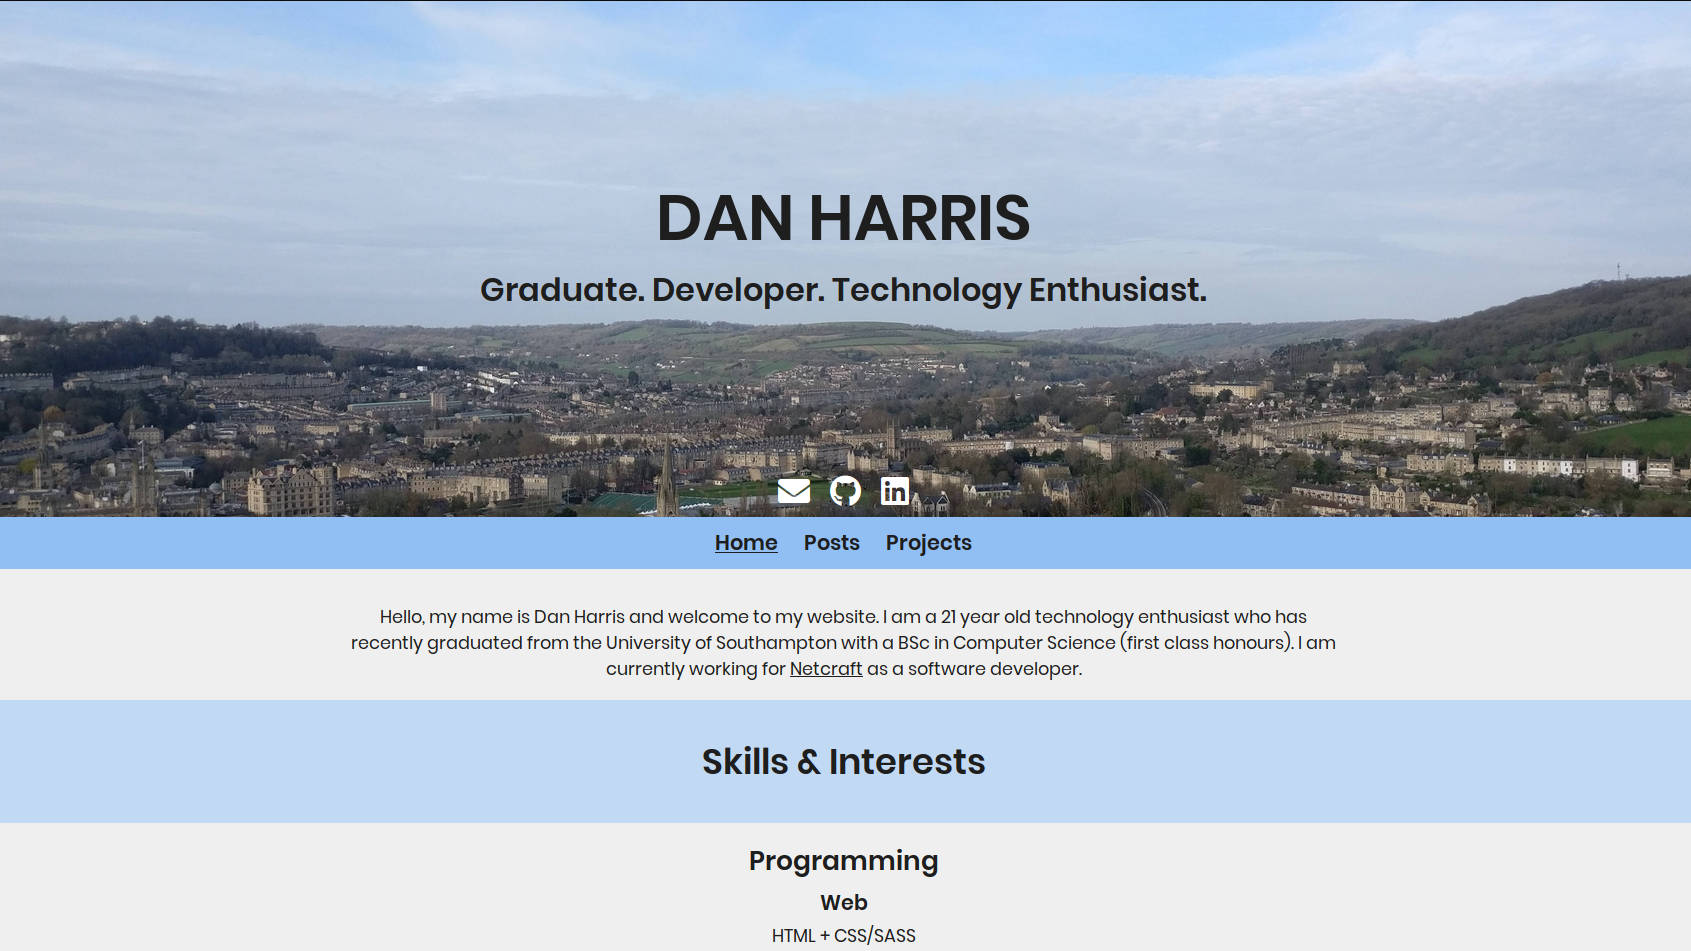 DAN HARRIS
Graduate. Developer. Technology Enthusiast.
Home Posts Projects
Hello, my name is Dan Harris and welcome to my website. I am a 21 year old technology enthusiast who has
recently graduated from the University of Southampton with a BSc in Computer Science (first class honours). I am
currently working for Netcraft as a software developer.
Skills & Interests
Programming
Web
HTML + CSS/SASS